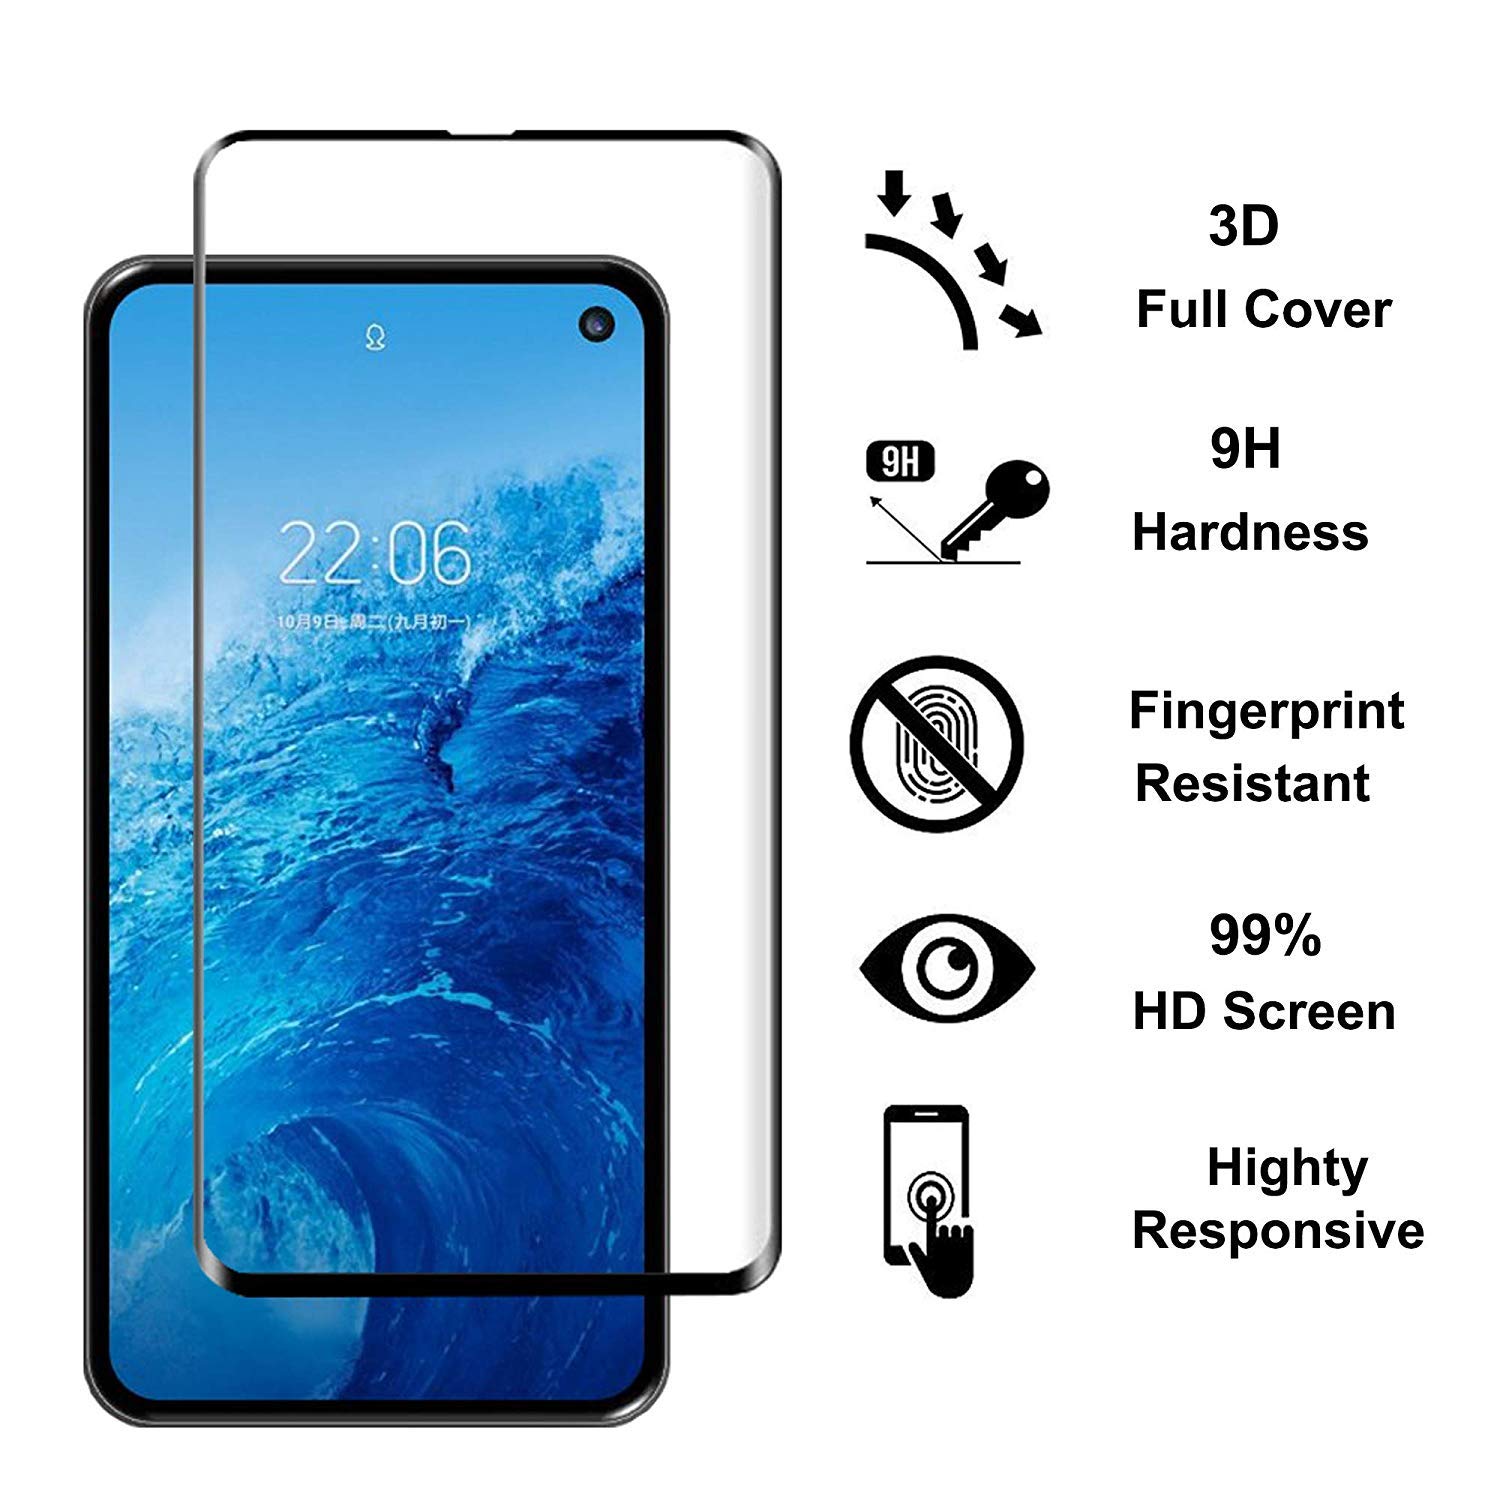 22:06
10月9日 周二(九月初一)
3D
Full Cover
9H
9H
Hardness
Fingerprint
Resistant
99%
HD Screen
Highty
Responsive